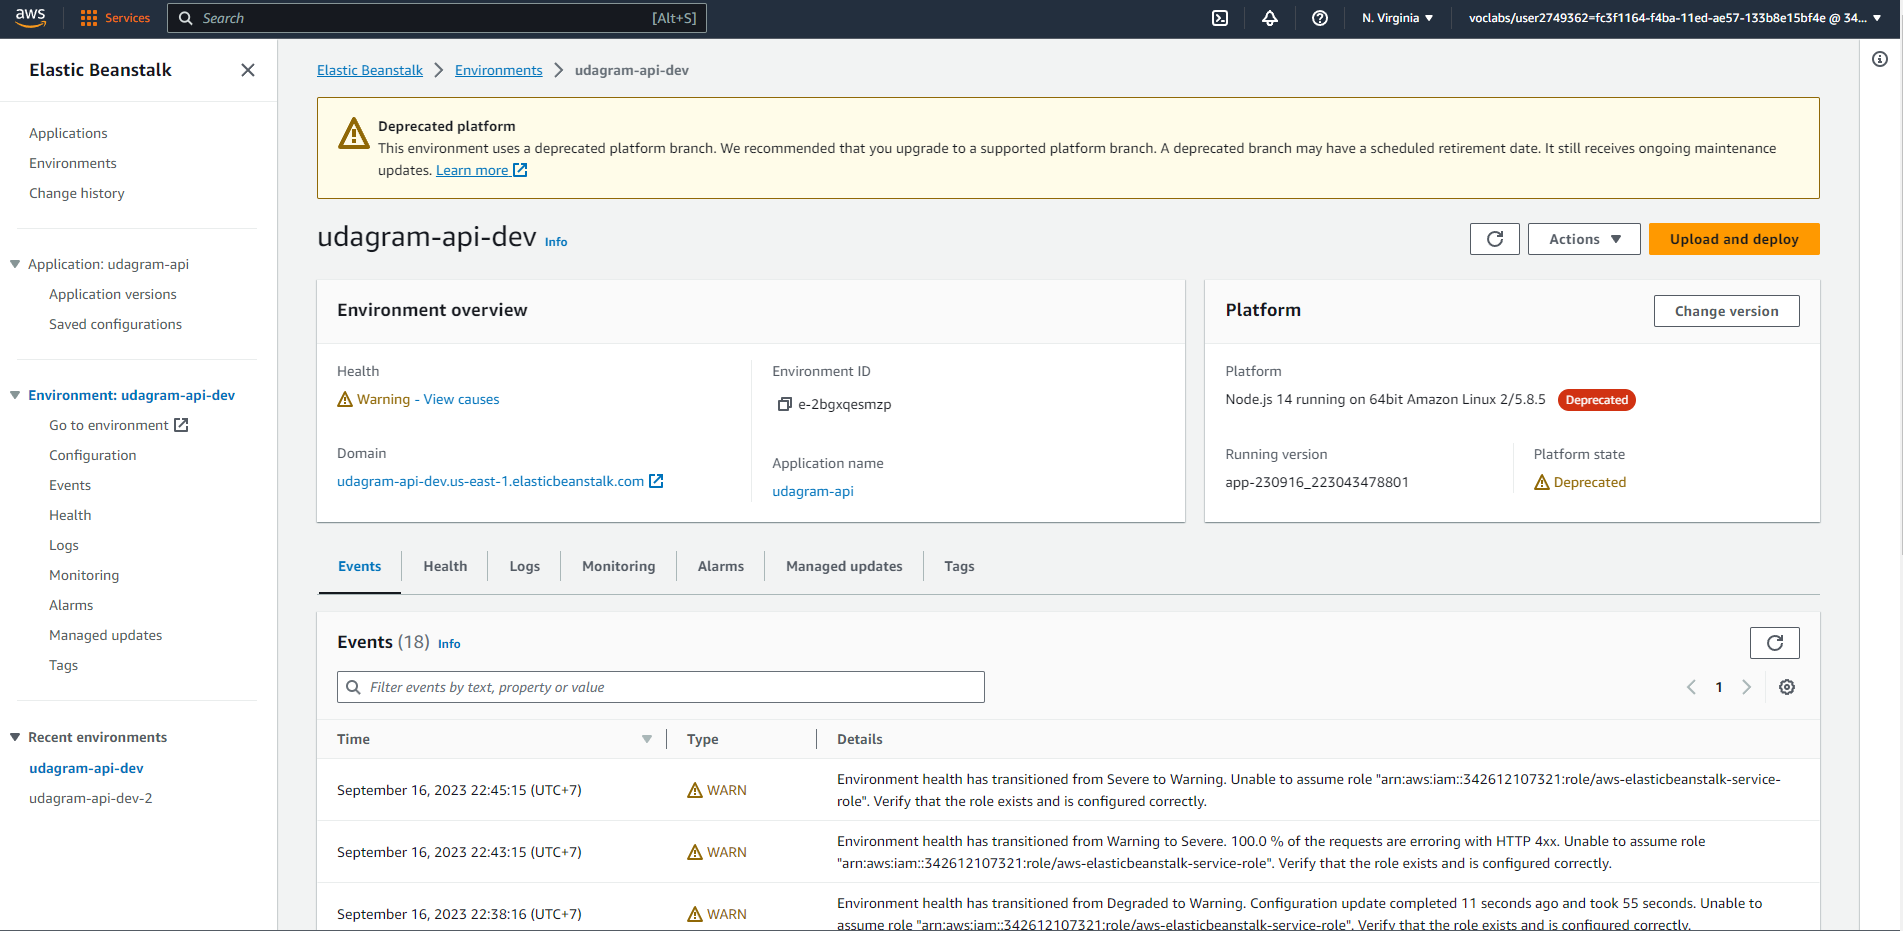 aws
Services
Search
[Alt+S]
N. Virginia
voclabs/user2749362=fc3f1164-f4ba-11ed-ae57-133b8e15bf4e @ 34...
Elastic Beanstalk
Applications
Environments
Change history
Application: udagram-api
Application versions
Saved configurations
Environment: udagram-api-dev
Go to environment
Configuration
Events
Health
Logs
Monitoring
Alarms
Managed updates
Tags
Recent environments
udagram-api-dev
udagram-api-dev-2
Elastic Beanstalk
Environments
udagram-api-dev
Deprecated platform
This environment uses a deprecated platform branch. We recommended that you upgrade to a supported platform branch. A deprecated branch may have a scheduled retirement date. It still receives ongoing maintenance
updates. Learn more
udagram-api-dev Info
Actions
Upload and deploy
Environment overview
Health
Warning - View causes
Domain
udagram-api-dev.us-east-1.elasticbeanstalk.com
Environment ID
e-2bgxqesmzp
Application name
udagram-api
Platform
Change version
Platform
Node.js 14 running on 64bit Amazon Linux 2/5.8.5 Deprecated
Running version
app-230916_223043478801
Platform state
Deprecated
Events
Health
Logs
Monitoring
Alarms
Managed updates
Tags
Events (18) Info
Filter events by text, property or value
1
Time
Type
Details
September 16, 2023 22:45:15 (UTC+7)
WARN
Environment health has transitioned from Severe to Warning. Unable to assume role "arn:aws:iam::342612107321:role/aws-elasticbeanstalk-service-
role". Verify that the role exists and is configured correctly.
September 16, 2023 22:43:15 (UTC+7)
WARN
Environment health has transitioned from Warning to Severe. 100.0 % of the requests are erroring with HTTP 4xx. Unable to assume role
"arn:aws:iam::342612107321:role/aws-elasticbeanstalk-service-role". Verify that the role exists and is configured correctly.
September 16, 2023 22:38:16 (UTC+7)
WARN
Environment health has transitioned from Degraded to Warning. Configuration update completed 11 seconds ago and took 55 seconds. Unable to
assume role "arn:aws:iam::342612107321:role/aws-elasticbeanstalk-service-role". Verify that the role exists and is configured correctly.